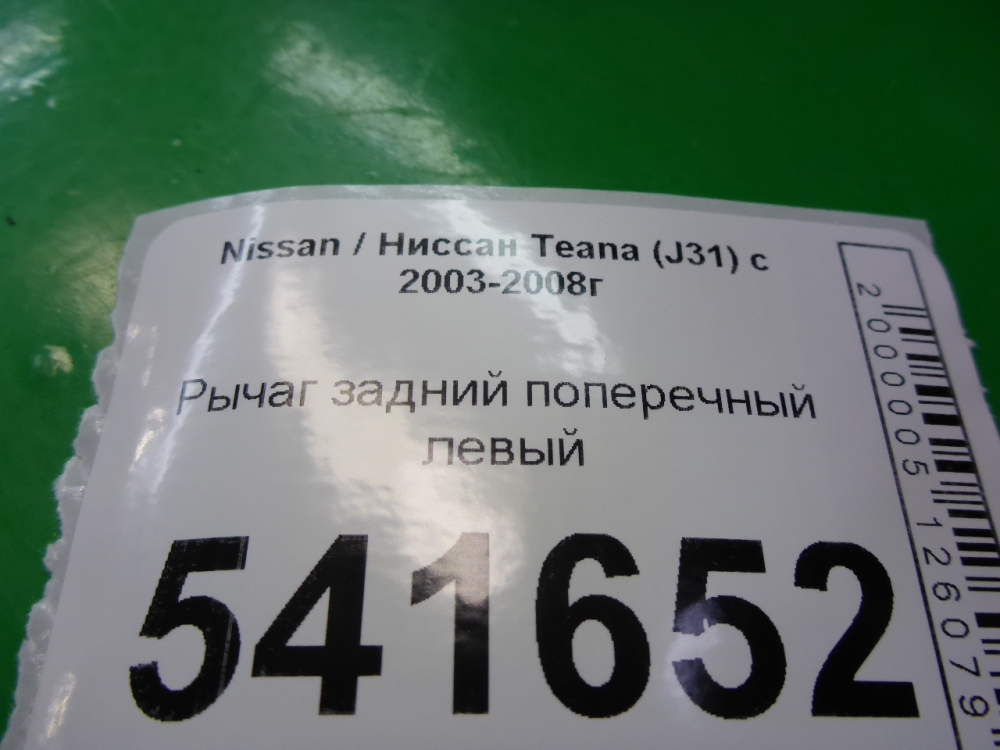 Nissan / Ниссан Teana (J31) с
2003-2008г
Рычаг задний поперечный
левый
541652
2000005126079